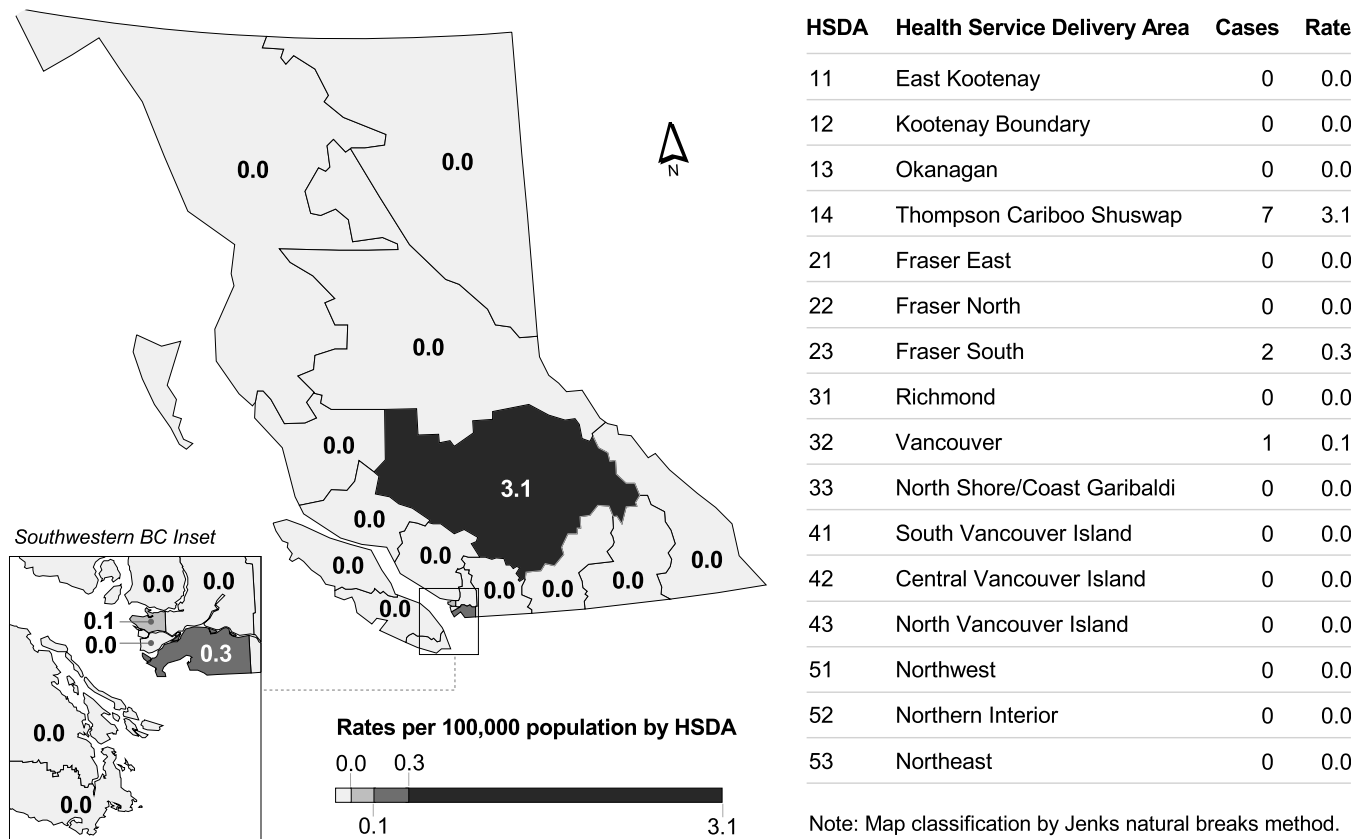 HSDA Health Service Delivery Area Cases Rate
11 East Kootenay 0 0.0
12 Kootenay Boundary 0 0.0
13 Okanagan 0 0.0
14 Thompson Cariboo Shuswap 7 3.1
21 Fraser East 0 0.0
22 Fraser North 0 0.0
23 Fraser South 2 0.3
31 Richmond 0 0.0
32 Vancouver 1 0.1
33 North Shore/Coast Garibaldi 0 0.0
41 South Vancouver Island 0 0.0
42 Central Vancouver Island 0 0.0
43 North Vancouver Island 0 0.0
51 Northwest 0 0.0
52 Northern Interior 0 0.0
53 Northeast 0 0.0
Note: Map classification by Jenks natural breaks method.
0.0
0.0
N
0.0
0.0
3.1
0.0
0.0
0.0
0.0
0.0
0.0
0.0
0.0
0.0
Southwestern BC Inset
0.0 0.0
0.1
0.0
0.3
0.0
0.0
Rates per 100,000 population by HSDA
0.0 0.3
0.1 3.1